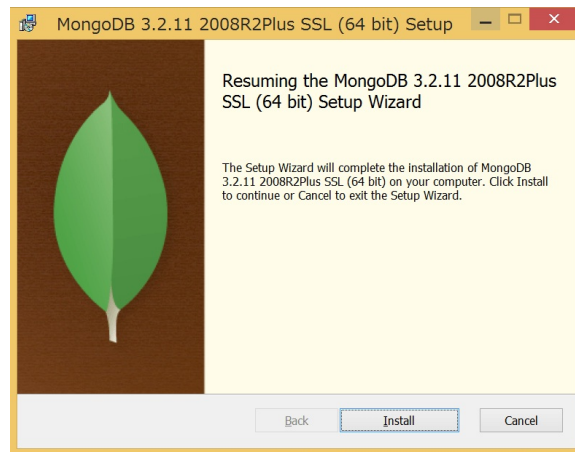 MongoDB 3.2.11 2008R2Plus SSL (64 bit) Setup
Resuming the MongoDB 3.2.11 2008R2Plus
SSL (64 bit) Setup Wizard
The Setup Wizard will complete the installation of MongoDB
3.2.11 2008R2Plus SSL (64 bit) on your computer. Click Install
to continue or Cancel to exit the Setup Wizard.
Back Install Cancel